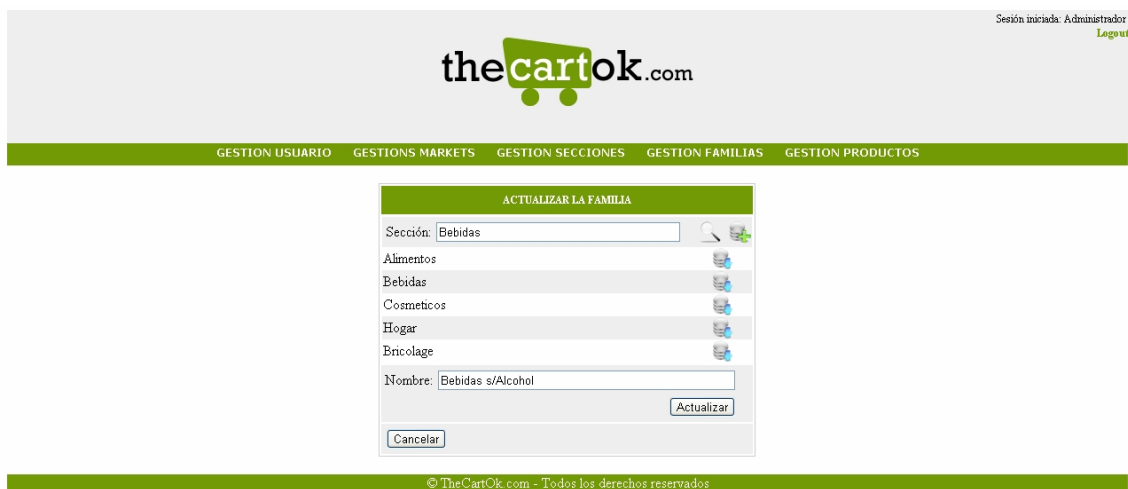 Sesión iniciada: Administrador
Logout
thecartok.com
GESTION USUARIO GESTIONS MARKETS GESTION SECCIONES GESTION FAMILIAS GESTION PRODUCTOS
ACTUALIZAR LA FAMILIA
Sección: Bebidas
Alimentos
Bebidas
Cosmeticos
Hogar
Bricolage
Nombre: Bebidas s/Alcohol
Actualizar
Cancelar
© TheCartOk.com - Todos los derechos reservados